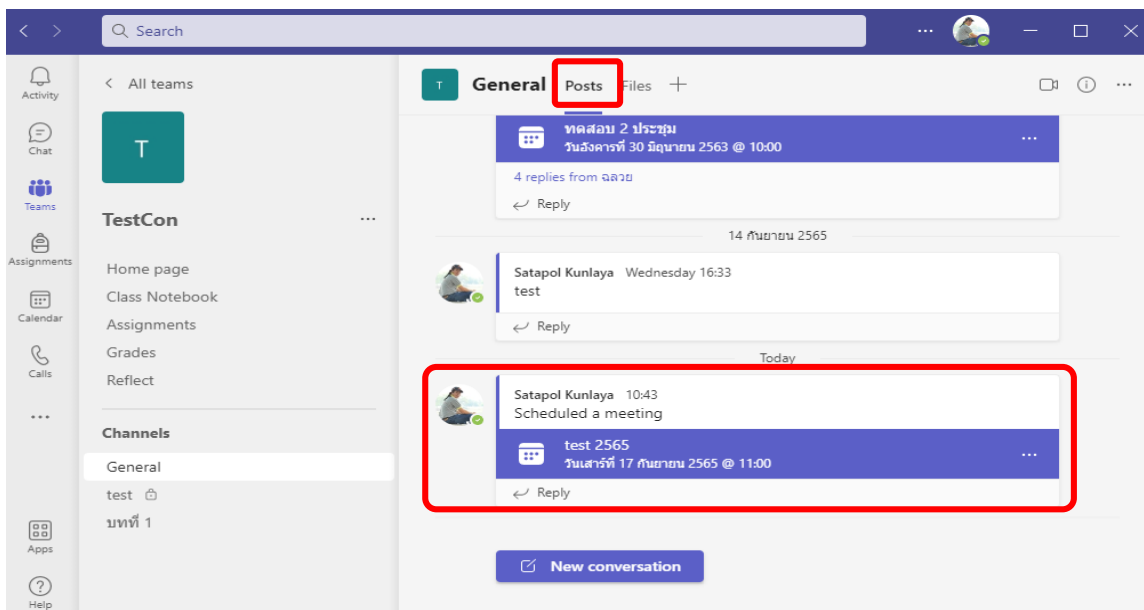 Search
Activity
Chat
Teams
Assignments
Calendar
Calls
Apps
Help
All teams
T
TestCon
Home page
Class Notebook
Assignments
Grades
Reflect
Channels
General
test
บทที่ 1
T General Posts Files
ทดสอบ 2 ประชุม
วันอังคารที่ 30 มิถุนายน 2563 @ 10:00
4 replies from ฉลวย
Reply
14 กันยายน 2565
Satapol Kunlaya Wednesday 16:33
test
Reply
Today
Satapol Kunlaya 10:43
Scheduled a meeting
test 2565
วันเสาร์ที่ 17 กันยายน 2565 @ 11:00
Reply
New conversation